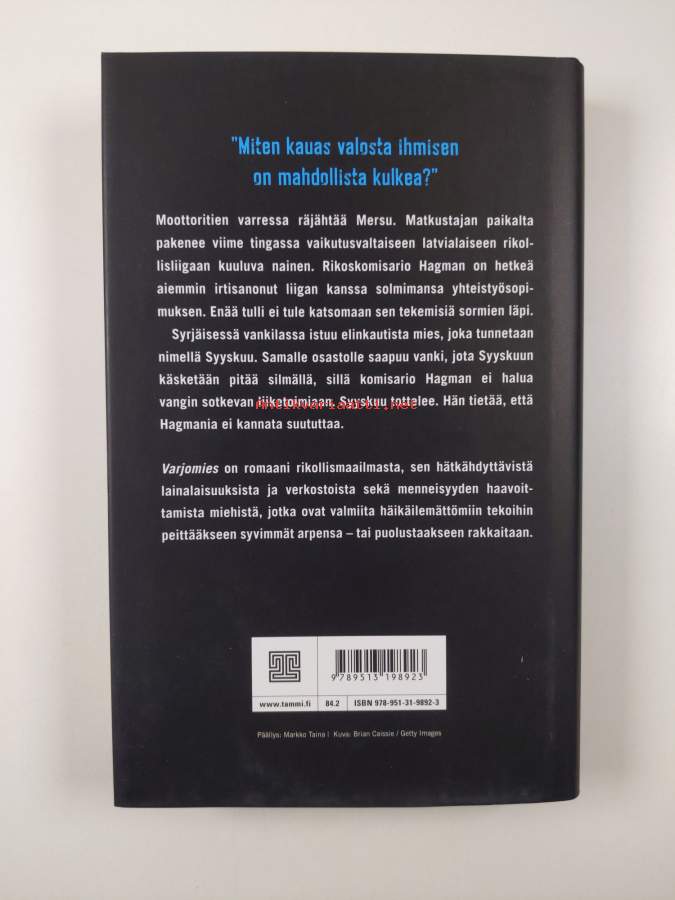 "Miten kauas valosta ihmisen
on mahdollista kulkea?"
Moottoritien varressa räjähtää Mersu. Matkustajan paikalta
pakenee viime tingassa vaikutusvaltaiseen latvialaiseen rikol-
lisliigaan kuuluva nainen. Rikoskomisario Hagman on hetkeä
aiemmin irtisanonut liigan kanssa solmimansa yhteistyösopi-
muksen. Enää tulli ei tule katsomaan sen tekemisiä sormien läpi.
Syrjäisessä vankilassa istuu elinkautista mies, joka tunnetaan
nimellä Syyskuu. Samalle osastolle saapuu vanki, jota Syyskuun
käsketään pitää silmällä, sillä komisario Hagman ei halua
vangin sotkevan liiketoimiaan. Syyskuu tottelee. Hän tietää, että
Antikvariaatti.net
Hagmania ei kannata suututtaa.
Varjomies on romaani rikollismaailmasta, sen hätkähdyttävistä
lainalaisuuksista ja verkostoista sekä menneisyyden haavoit-
tamista miehistä, jotka ovat valmiita häikäilemättömiin tekoihin
peittääkseen syvimmät arpensa – tai puolustaakseen rakkaitaan.
9 789513 198923
www.tammi.fi 84.2 ISBN 978-951-31-9892-3
Päällys: Markko Taina | Kuva: Brian Caissie / Getty Images